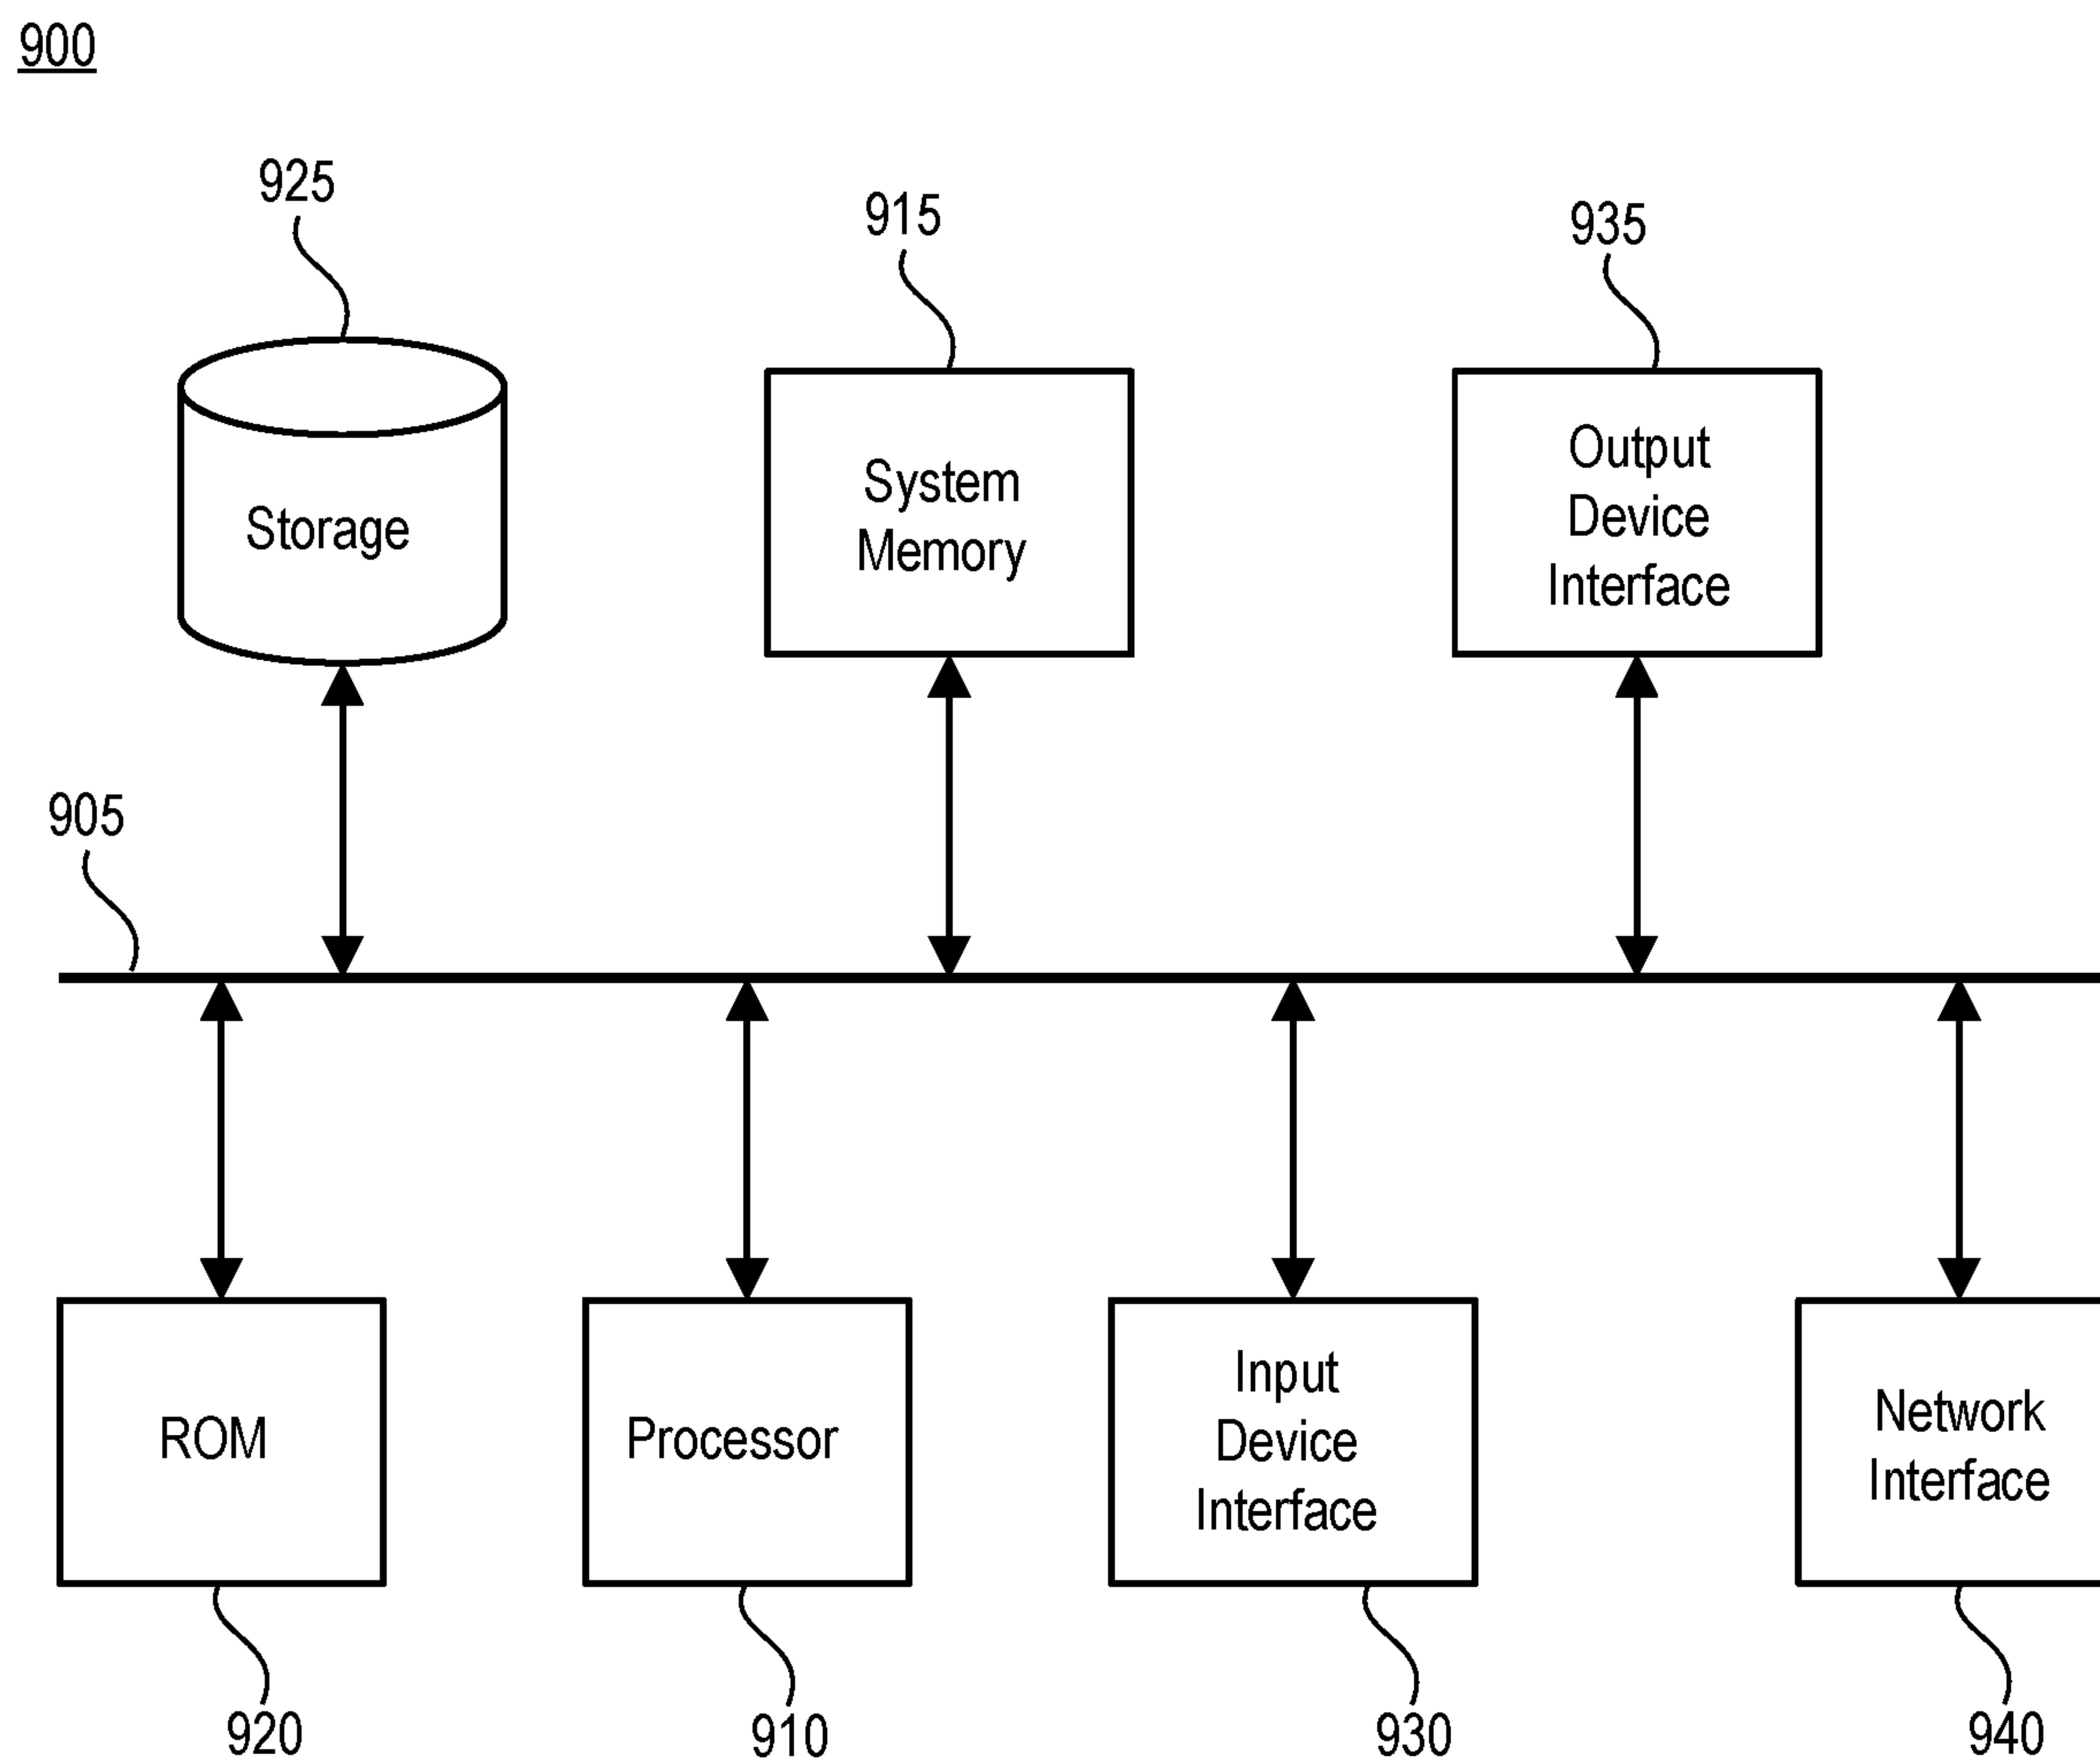 900
925
915
935
Storage
System
Memory
Output
Device
Interface
905
ROM
Processor
Input
Device
Interface
Network
Interface
920
910
930
940